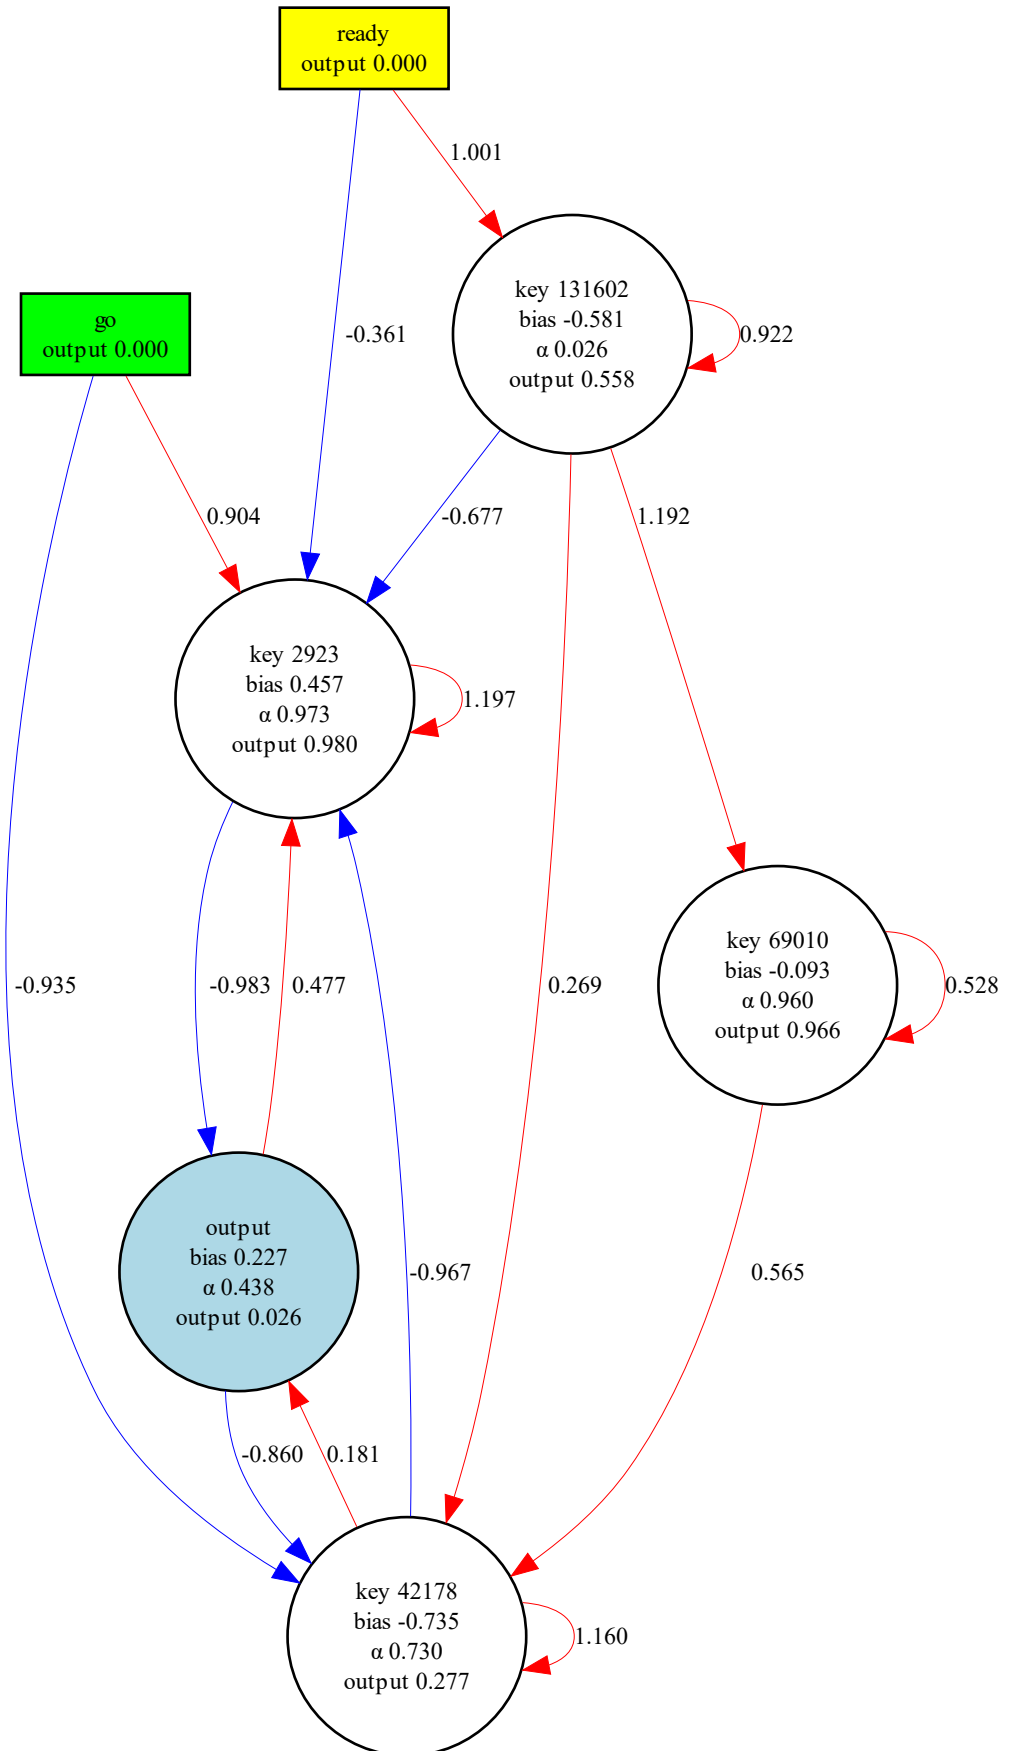 ready
output 0.000
1.001
key 131602
bias -0.581
α 0.026
output 0.558
0.922
go
output 0.000
-0.361
0.904
-0.677
1.192
key 2923
bias 0.457
α 0.973
output 0.980
1.197
key 69010
bias -0.093
α 0.960
output 0.966
0.528
-0.935
-0.983
0.477
0.269
output
bias 0.227
α 0.438
output 0.026
-0.967
0.565
-0.860
0.181
key 42178
bias -0.735
α 0.730
output 0.277
1.160